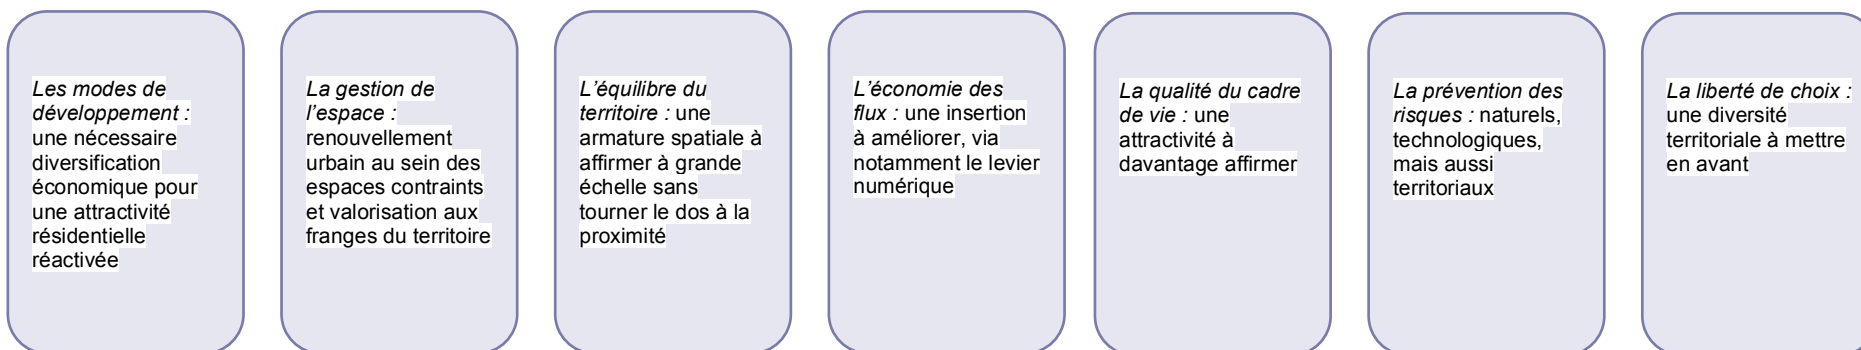 Les modes de
développement :
une nécessaire
diversification
économique pour
une attractivité
résidentielle
réactivée
La gestion de
l’espace :
renouvellement
urbain au sein des
espaces contraints
et valorisation aux
franges du territoire
L’équilibre du
territoire : une
armature spatiale à
affirmer à grande
échelle sans
tourner le dos à la
proximité
L’économie des
flux : une insertion
à améliorer, via
notamment le levier
numérique
La qualité du cadre
de vie : une
attractivité à
davantage affirmer
La prévention des
risques : naturels,
technologiques,
mais aussi
territoriaux
La liberté de choix :
une diversité
territoriale à mettre
en avant